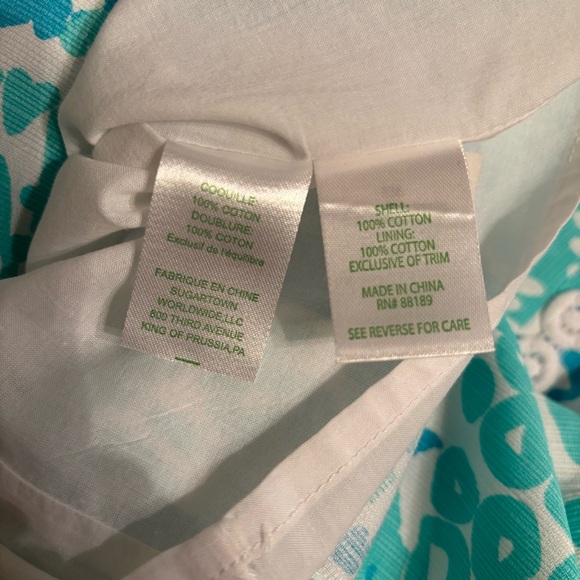 COQUILLE:
100% COTON
DOUBLURE:
100% COTON
Exclusif de l'équilibre
FABRIQUE EN CHINE
SUGARTOWN
WORLDWIDE,LLC
800 THIRD AVENUE
KING OF PRUSSIA,PA
SHELL:
100% COTTON
LINING:
100% COTTON
EXCLUSIVE OF TRIM
MADE IN CHINA
RN# 88189
SEE REVERSE FOR CARE